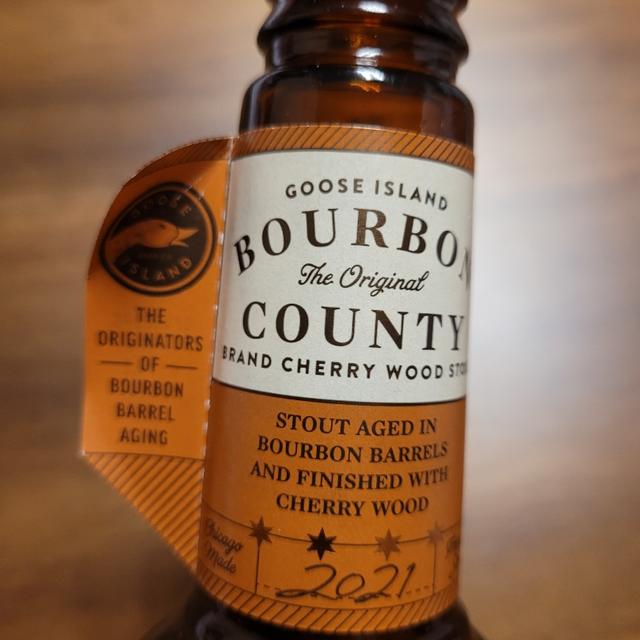 GOOSE
ISLAND
THE
ORIGINATORS
OF
BOURBON
BARREL
AGING
GOOSE ISLAND
BOURBON
The Original
COUNTY
BRAND CHERRY WOOD STO
STOUT AGED IN
BOURBON BARRELS
AND FINISHED WITH
CHERRY WOOD
Chicago
Made
2021